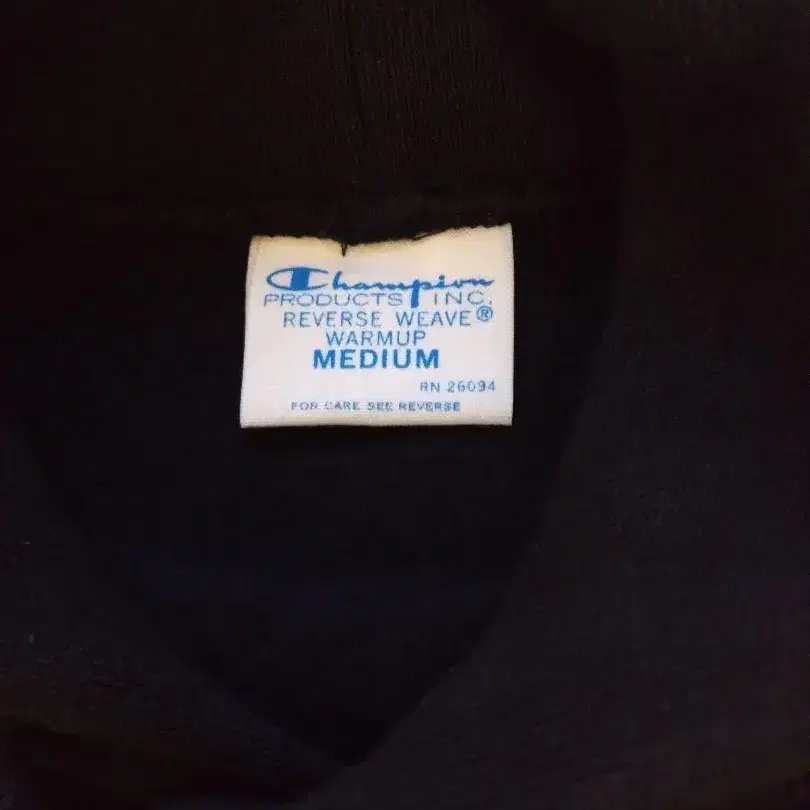 Champion
PRODUCTS INC.
REVERSE WEAVE®
WARMUP
MEDIUM
RN 26094
FOR CARE SEE REVERSE